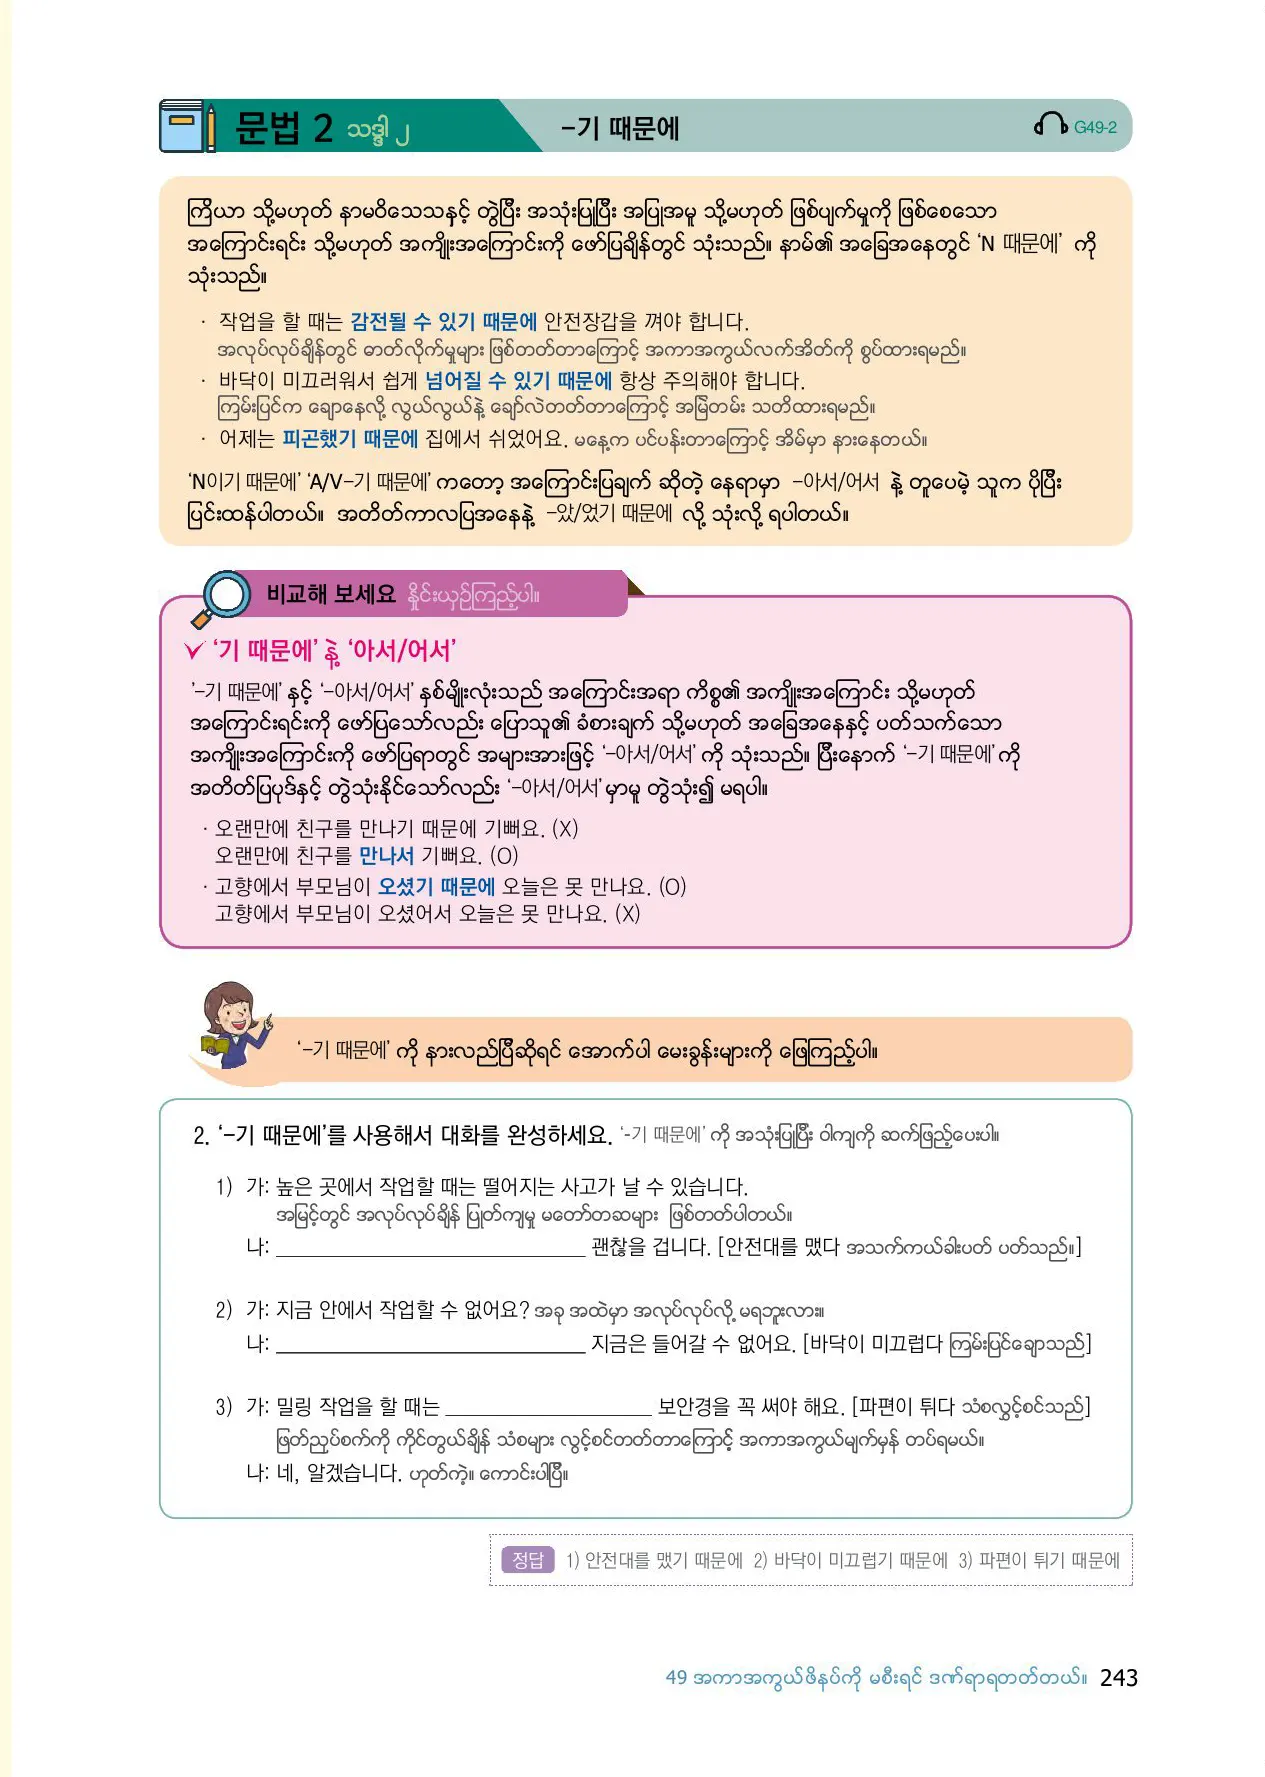 문법 2 သဒ္ဒါ ၂ -기 때문에 G49-2
ကြိယာ သို့မဟုတ် နာမဝိသေသနှင့် တွဲပြီး အသုံးပြုပြီး အပြုအမူ သို့မဟုတ် ဖြစ်ပျက်မှုကို ဖြစ်စေသော
အကြောင်းရင်း သို့မဟုတ် အကျိုးအကြောင်းကို ဖော်ပြချိန်တွင် သုံးသည်။ နာမ်၏ အခြေအနေတွင် ‘N 때문에’ ကို
သုံးသည်။
· 작업을 할 때는 감전될 수 있기 때문에 안전장갑을 껴야 합니다.
အလုပ်လုပ်ချိန်တွင် ဓာတ်လိုက်မှုများ ဖြစ်တတ်တာကြောင့် အကာအကွယ်လက်အိတ်ကို စွပ်ထားရမည်။
· 바닥이 미끄러워서 쉽게 넘어질 수 있기 때문에 항상 주의해야 합니다.
ကြမ်းပြင်က ချောနေလို့ လွယ်လွယ်နဲ့ ချော်လဲတတ်တာကြောင့် အမြဲတမ်း သတိထားရမည်။
· 어제는 피곤했기 때문에 집에서 쉬었어요. မနေ့က ပင်ပန်းတာကြောင့် အိမ်မှာ နားနေတယ်။
‘N이기 때문에’ ‘A/V-기 때문에’ ကတော့ အကြောင်းပြချက် ဆိုတဲ့ နေရာမှာ -아서/어서 နဲ့ တူပေမဲ့ သူက ပိုပြီး
ပြင်းထန်ပါတယ်။ အတိတ်ကာလပြအနေနဲ့ -았/었기 때문에 လို့ သုံးလို့ ရပါတယ်။
비교해 보세요 နှိုင်းယှဉ်ကြည့်ပါ။
‘기 때문에’ နဲ့ ‘아서/어서’
’-기 때문에’ နှင့် ‘-아서/어서’ နှစ်မျိုးလုံးသည် အကြောင်းအရာ ကိစ္စ၏ အကျိုးအကြောင်း သို့မဟုတ်
အကြောင်းရင်းကို ဖော်ပြသော်လည်း ပြောသူ၏ ခံစားချက် သို့မဟုတ် အခြေအနေနှင့် ပတ်သက်သော
အကျိုးအကြောင်းကို ဖော်ပြရာတွင် အများအားဖြင့် ‘-아서/어서’ ကို သုံးသည်။ ပြီးနောက် ‘-기 때문에’ ကို
အတိတ်ပြပုဒ်နှင့် တွဲသုံးနိုင်သော်လည်း ‘-아서/어서’ မှာမူ တွဲသုံး၍ မရပါ။
· 오랜만에 친구를 만나기 때문에 기뻐요. (X)
오랜만에 친구를 만나서 기뻐요. (O)
· 고향에서 부모님이 오셨기 때문에 오늘은 못 만나요. (O)
고향에서 부모님이 오셨어서 오늘은 못 만나요. (X)
‘-기 때문에’ ကို နားလည်ပြီဆိုရင် အောက်ပါ မေးခွန်းများကို ဖြေကြည့်ပါ။
2. ‘-기 때문에’를 사용해서 대화를 완성하세요. ‘-기 때문에’ ကို အသုံးပြုပြီး ဝါကျကို ဆက်ဖြည့်ပေးပါ။
1) 가: 높은 곳에서 작업할 때는 떨어지는 사고가 날 수 있습니다.
အမြင့်တွင် အလုပ်လုပ်ချိန် ပြုတ်ကျမှု မတော်တဆများ ဖြစ်တတ်ပါတယ်။
나: ______________________________ 괜찮을 겁니다. [안전대를 맸다 အသက်ကယ်ခါးပတ် ပတ်သည်။]
2) 가: 지금 안에서 작업할 수 없어요? အခု အထဲမှာ အလုပ်လုပ်လို့ မရဘူးလား။
나: ______________________________ 지금은 들어갈 수 없어요. [바닥이 미끄럽다 ကြမ်းပြင်ချောသည်]
3) 가: 밀링 작업을 할 때는 ____________________ 보안경을 꼭 써야 해요. [파편이 튀다 သံစလွှင့်စင်သည်]
ဖြတ်ညှပ်စက်ကို ကိုင်တွယ်ချိန် သံစများ လွင့်စင်တတ်တာကြောင့် အကာအကွယ်မျက်မှန် တပ်ရမယ်။
나: 네, 알겠습니다. ဟုတ်ကဲ့။ ကောင်းပါပြီ။
정답 1) 안전대를 맸기 때문에 2) 바닥이 미끄럽기 때문에 3) 파편이 튀기 때문에
49 အကာအကွယ်ဖိနပ်ကို မစီးရင် ဒဏ်ရာရတတ်တယ်။ 243